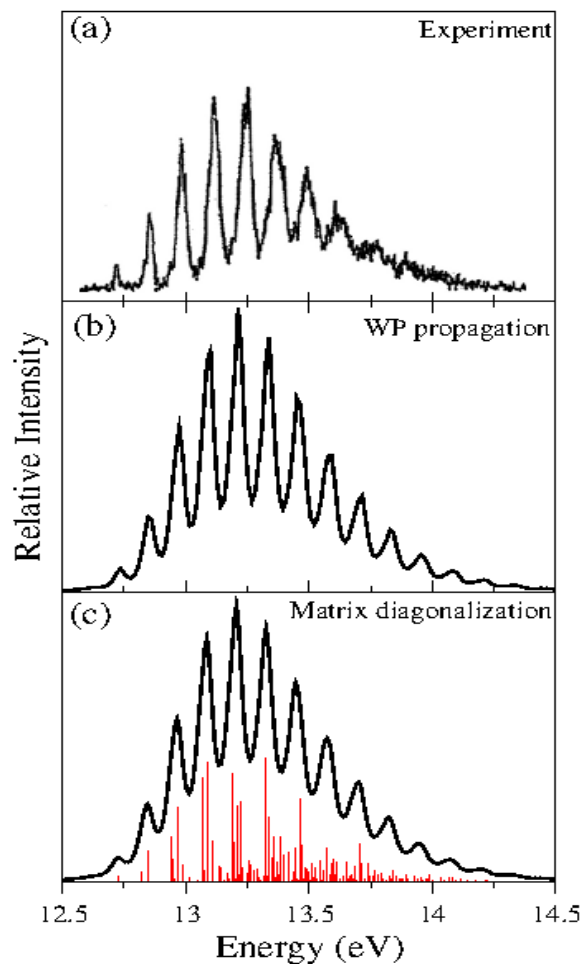 (a)
Experiment
(b)
WP propagation
(c)
Matrix diagonalization
Relative Intensity
12.5 13 13.5 14 14.5
Energy (eV)